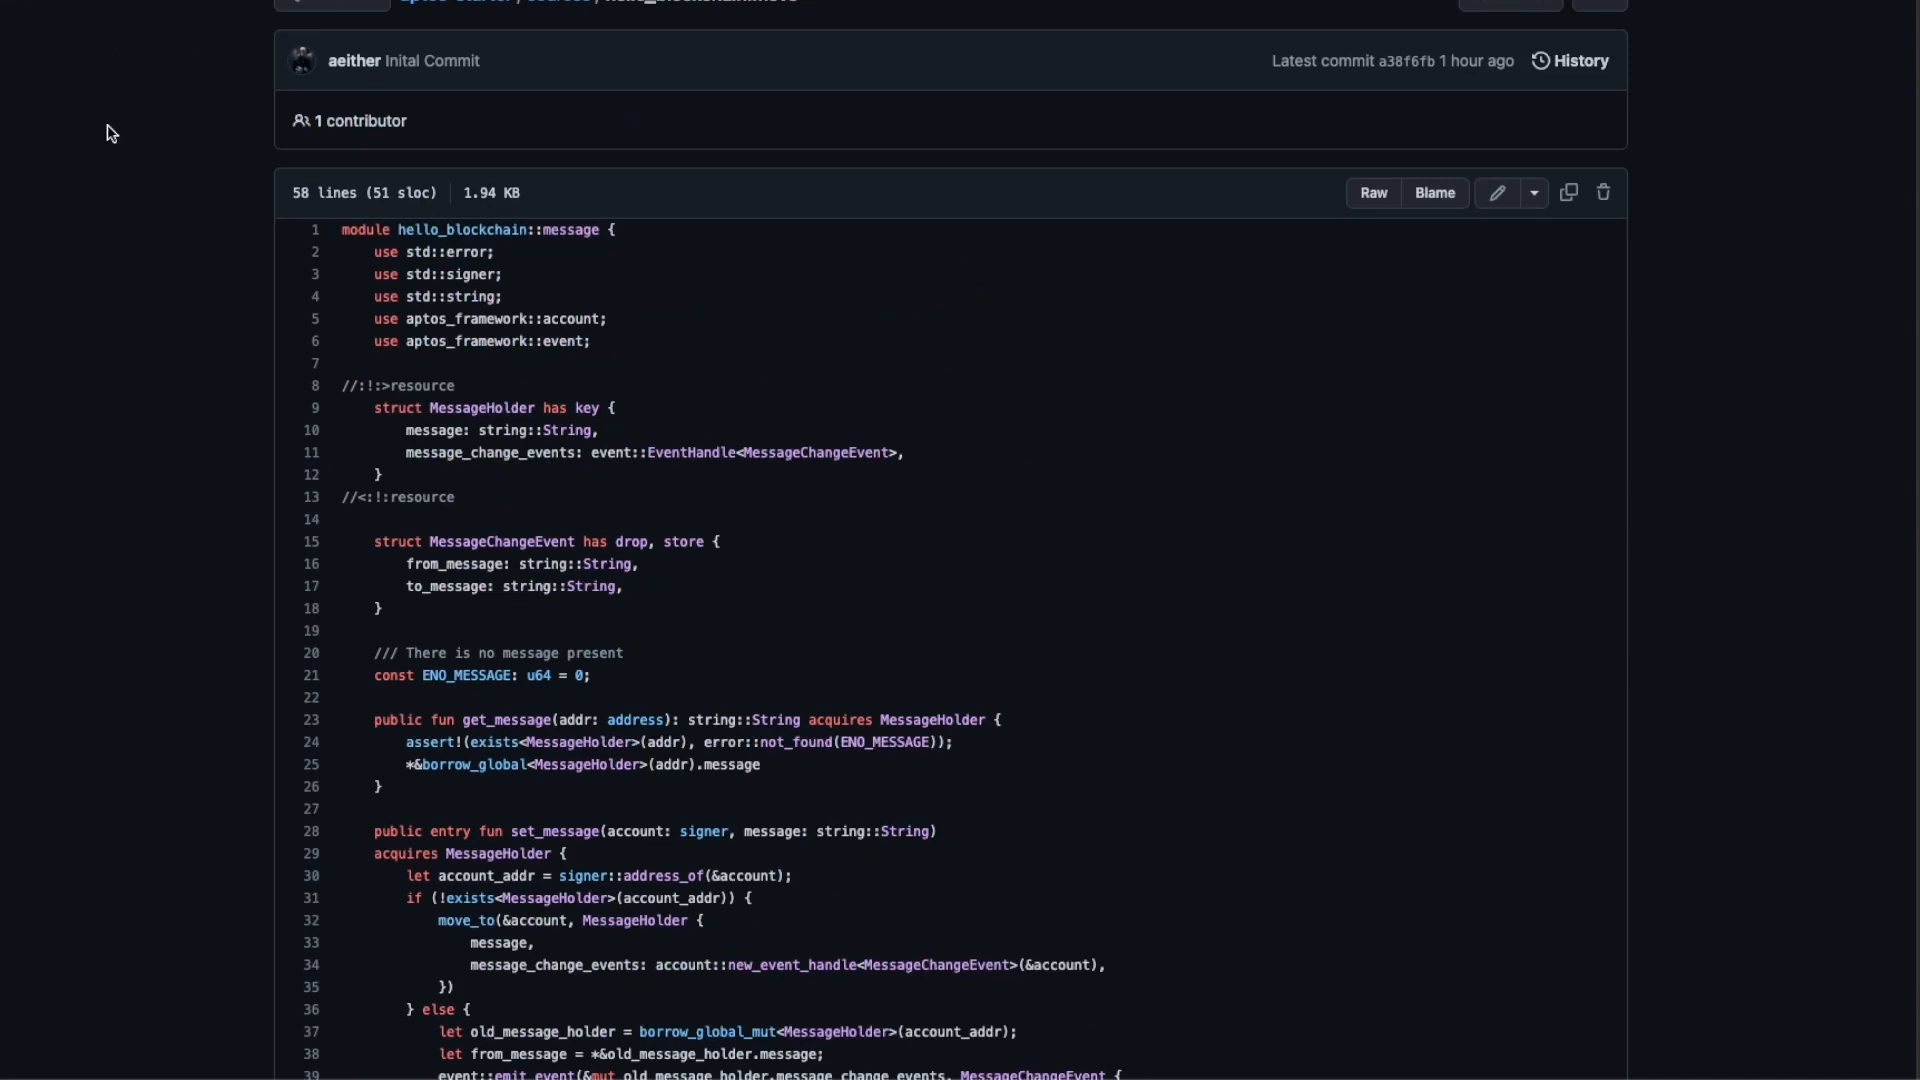 aeither Inital Commit
Latest commit a38f6fb 1 hour ago History
1 contributor
58 lines (51 sloc) 1.94 KB
Raw Blame
1 module hello_blockchain::message {
2     use std::error;
3     use std::signer;
4     use std::string;
5     use aptos_framework::account;
6     use aptos_framework::event;
7
8 //:!:>resource
9     struct MessageHolder has key {
10         message: string::String,
11         message_change_events: event::EventHandle<MessageChangeEvent>,
12     }
13 //<:!:resource
14
15     struct MessageChangeEvent has drop, store {
16         from_message: string::String,
17         to_message: string::String,
18     }
19
20     /// There is no message present
21     const ENO_MESSAGE: u64 = 0;
22
23     public fun get_message(addr: address): string::String acquires MessageHolder {
24         assert!(exists<MessageHolder>(addr), error::not_found(ENO_MESSAGE));
25         *&borrow_global<MessageHolder>(addr).message
26     }
27
28     public entry fun set_message(account: signer, message: string::String)
29     acquires MessageHolder {
30         let account_addr = signer::address_of(&account);
31         if (!exists<MessageHolder>(account_addr)) {
32             move_to(&account, MessageHolder {
33                 message,
34                 message_change_events: account::new_event_handle<MessageChangeEvent>(&account),
35             })
36         } else {
37             let old_message_holder = borrow_global_mut<MessageHolder>(account_addr);
38             let from_message = *&old_message_holder.message;
39             event::emit_event(&mut old_message_holder.message_change_events, MessageChangeEvent {